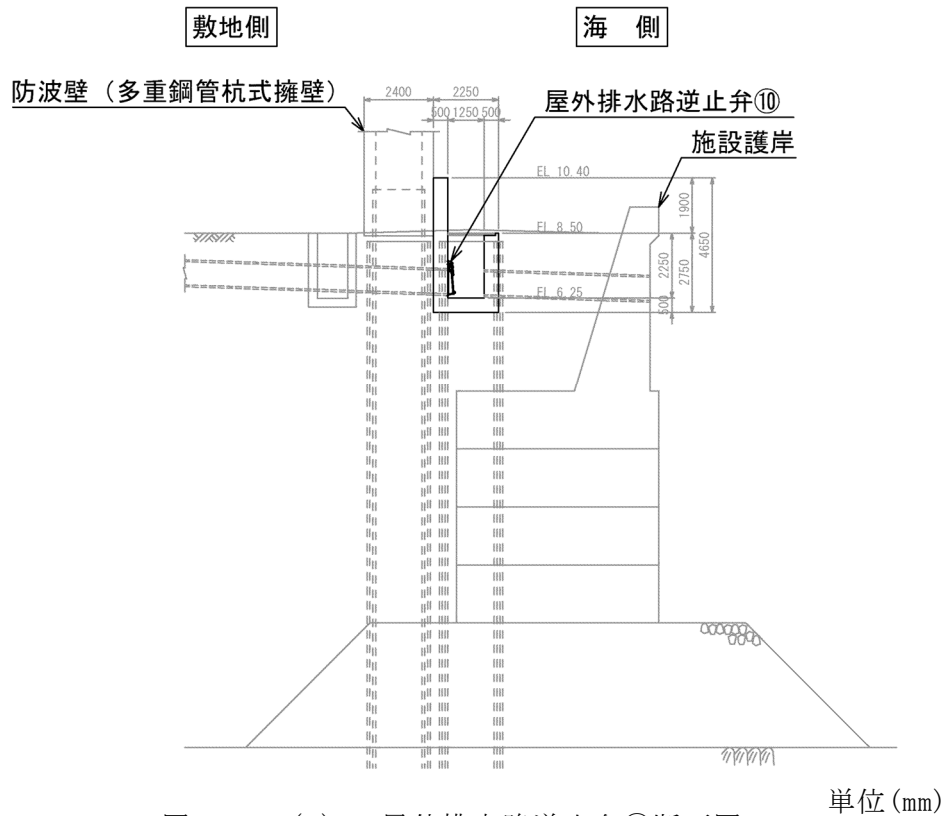 敷地側
海 側
防波壁（多重鋼管杭式擁壁）
2400
2250
500
1250
500
屋外排水路逆止弁⑩
施設護岸
EL 10.40
1900
EL 8.50
4650
2250
2750
EL 6.25
500
単位(mm)